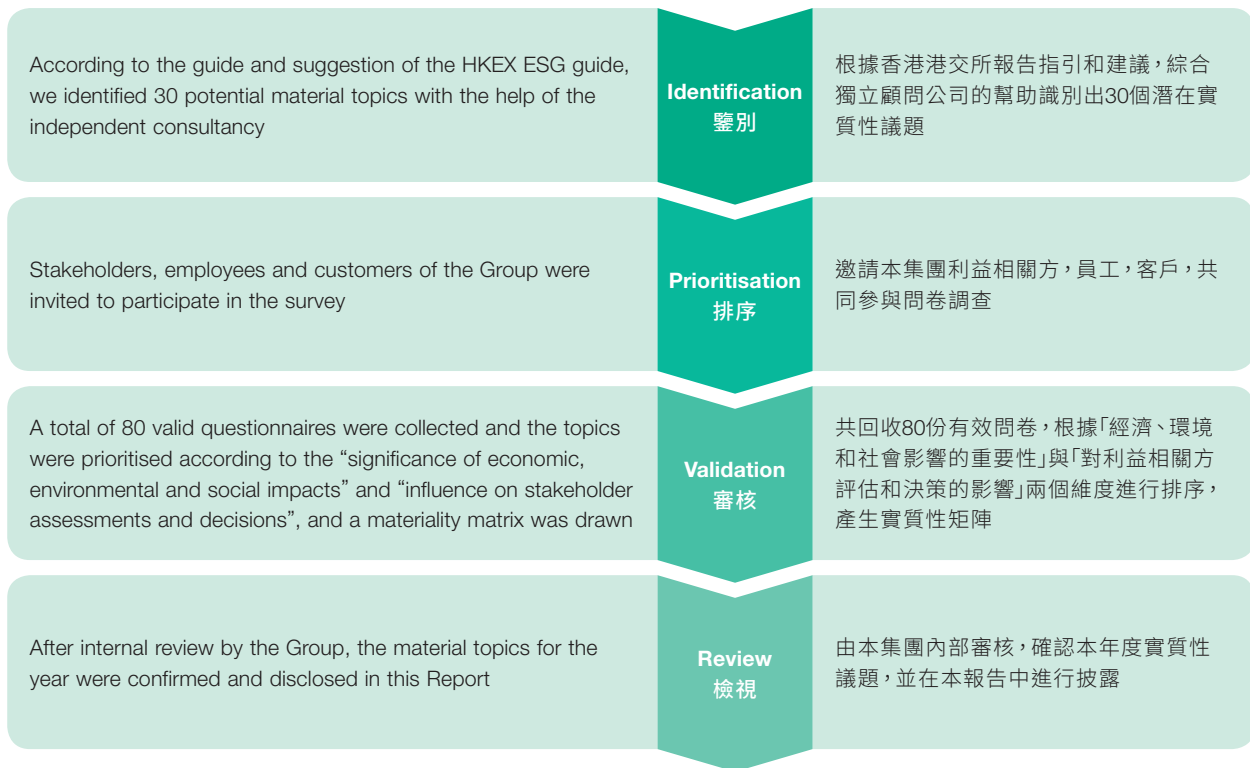 According to the guide and suggestion of the HKEX ESG guide,
we identified 30 potential material topics with the help of the
independent consultancy
Identification
鑒別
根據香港港交所報告指引和建議，綜合
獨立顧問公司的幫助識別出30個潛在實
質性議題
Stakeholders, employees and customers of the Group were
invited to participate in the survey
Prioritisation
排序
邀請本集團利益相關方，員工，客戶，共
同參與問卷調查
A total of 80 valid questionnaires were collected and the topics
were prioritised according to the “significance of economic,
environmental and social impacts” and “influence on stakeholder
assessments and decisions”, and a materiality matrix was drawn
Validation
審核
共回收80份有效問卷，根據「經濟、環境
和社會影響的重要性」與「對利益相關方
評估和決策的影響」兩個維度進行排序，
產生實質性矩陣
After internal review by the Group, the material topics for the
year were confirmed and disclosed in this Report
Review
檢視
由本集團內部審核，確認本年度實質性
議題，並在本報告中進行披露